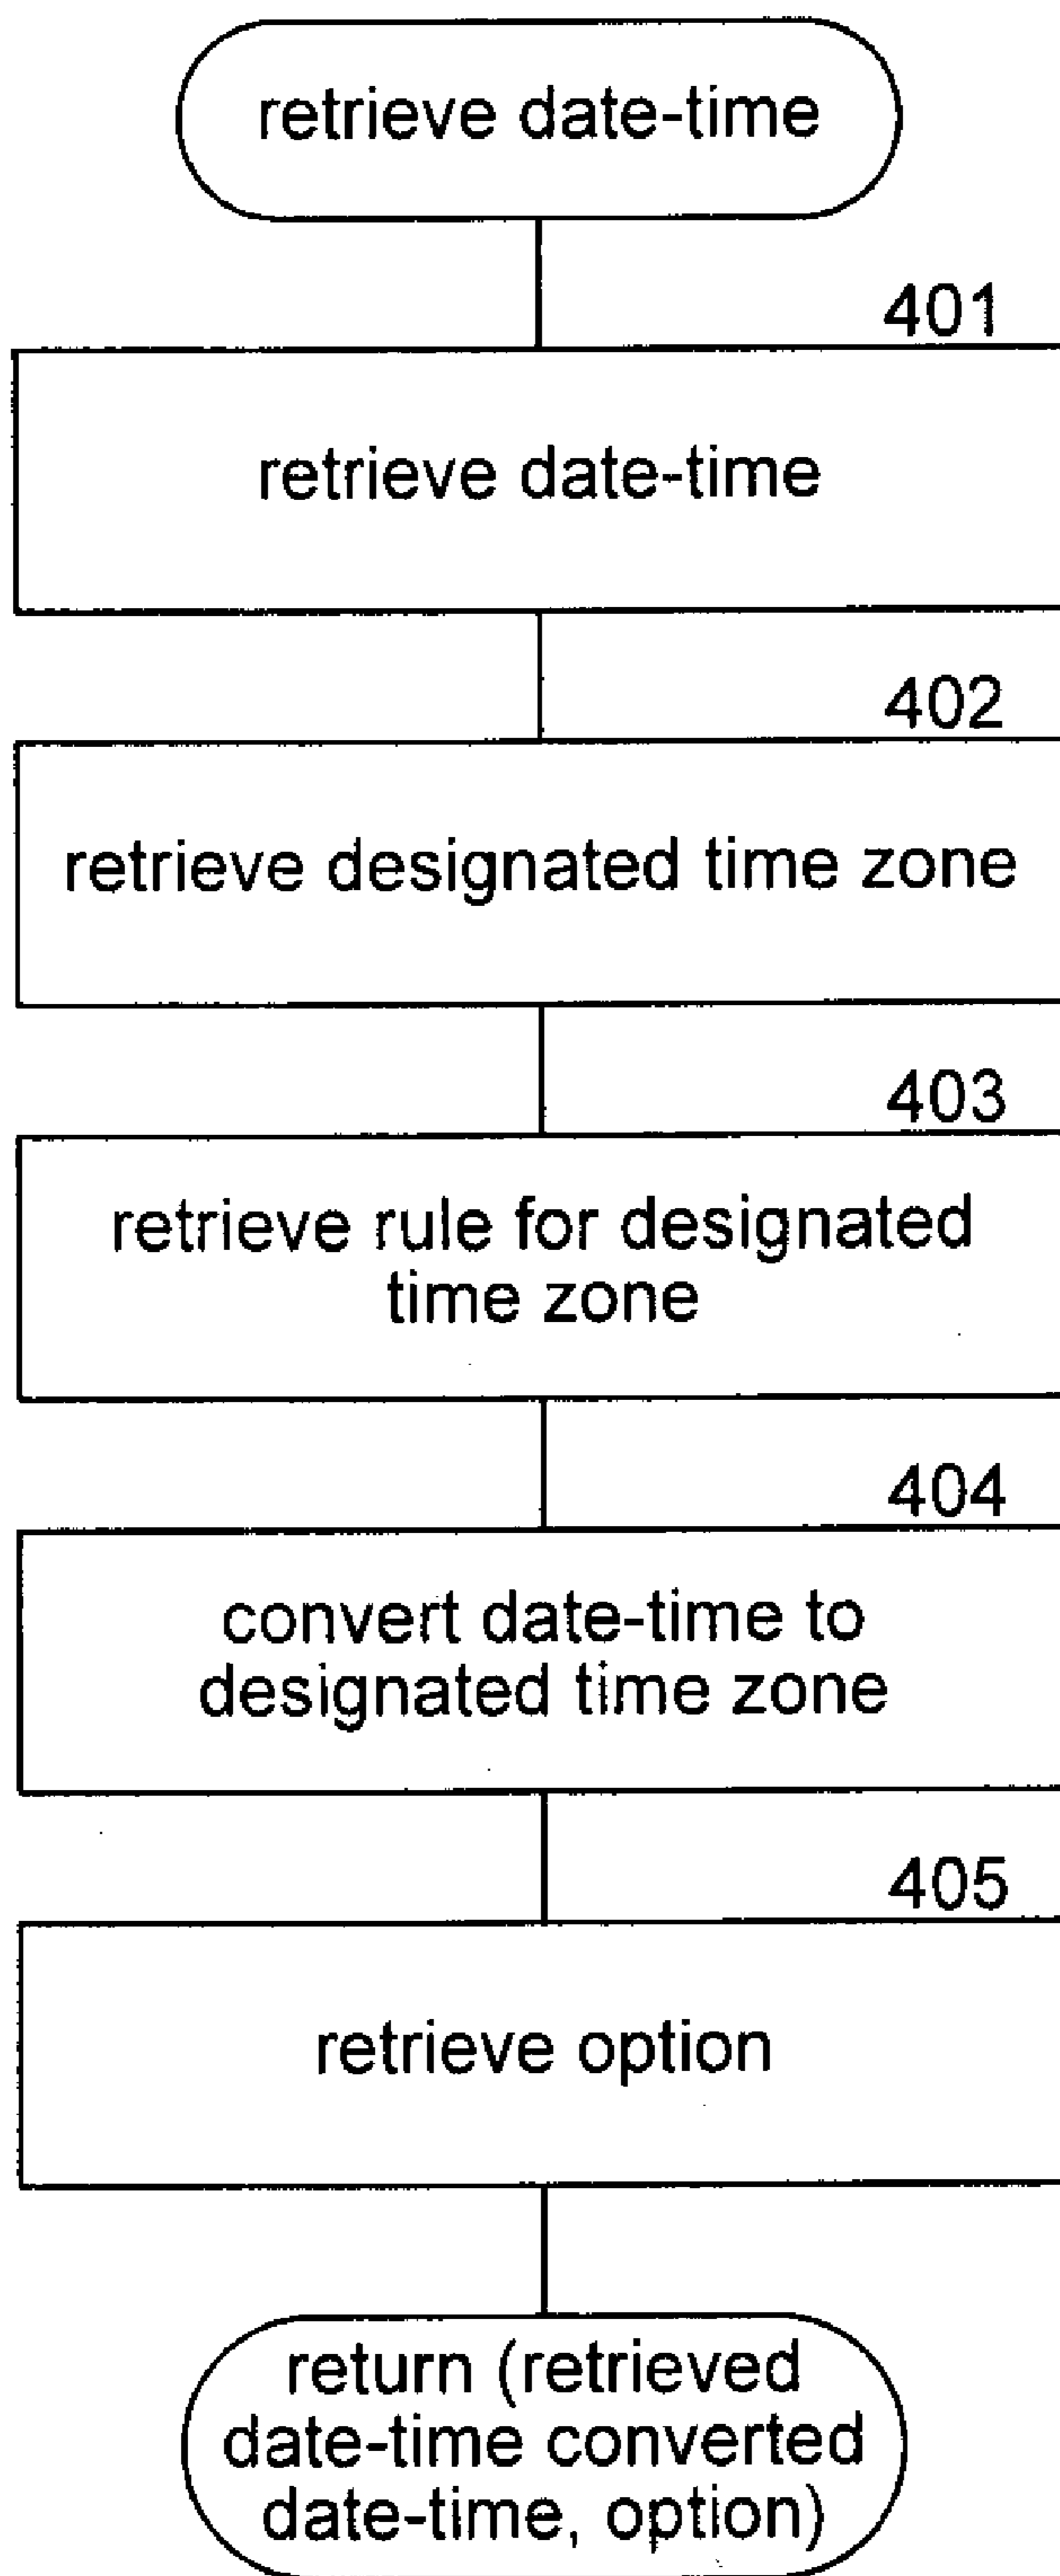 retrieve date-time
401
retrieve date-time
402
retrieve designated time zone
403
retrieve rule for designated
time zone
404
convert date-time to
designated time zone
405
retrieve option
return (retrieved
date-time converted
date-time, option)